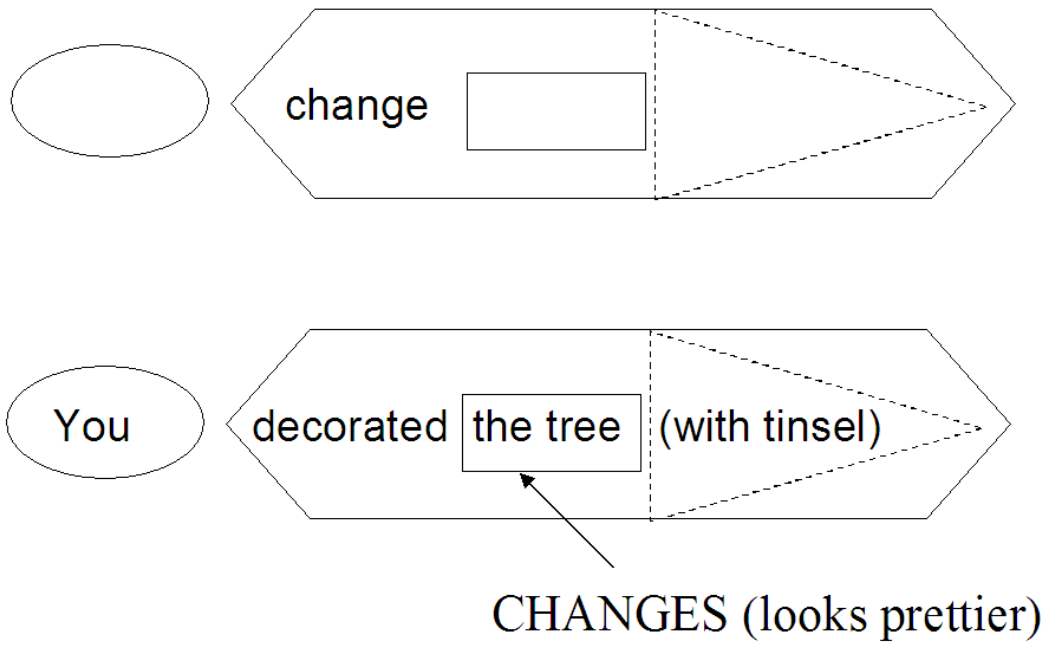 change
You decorated the tree (with tinsel)
CHANGES (looks prettier)